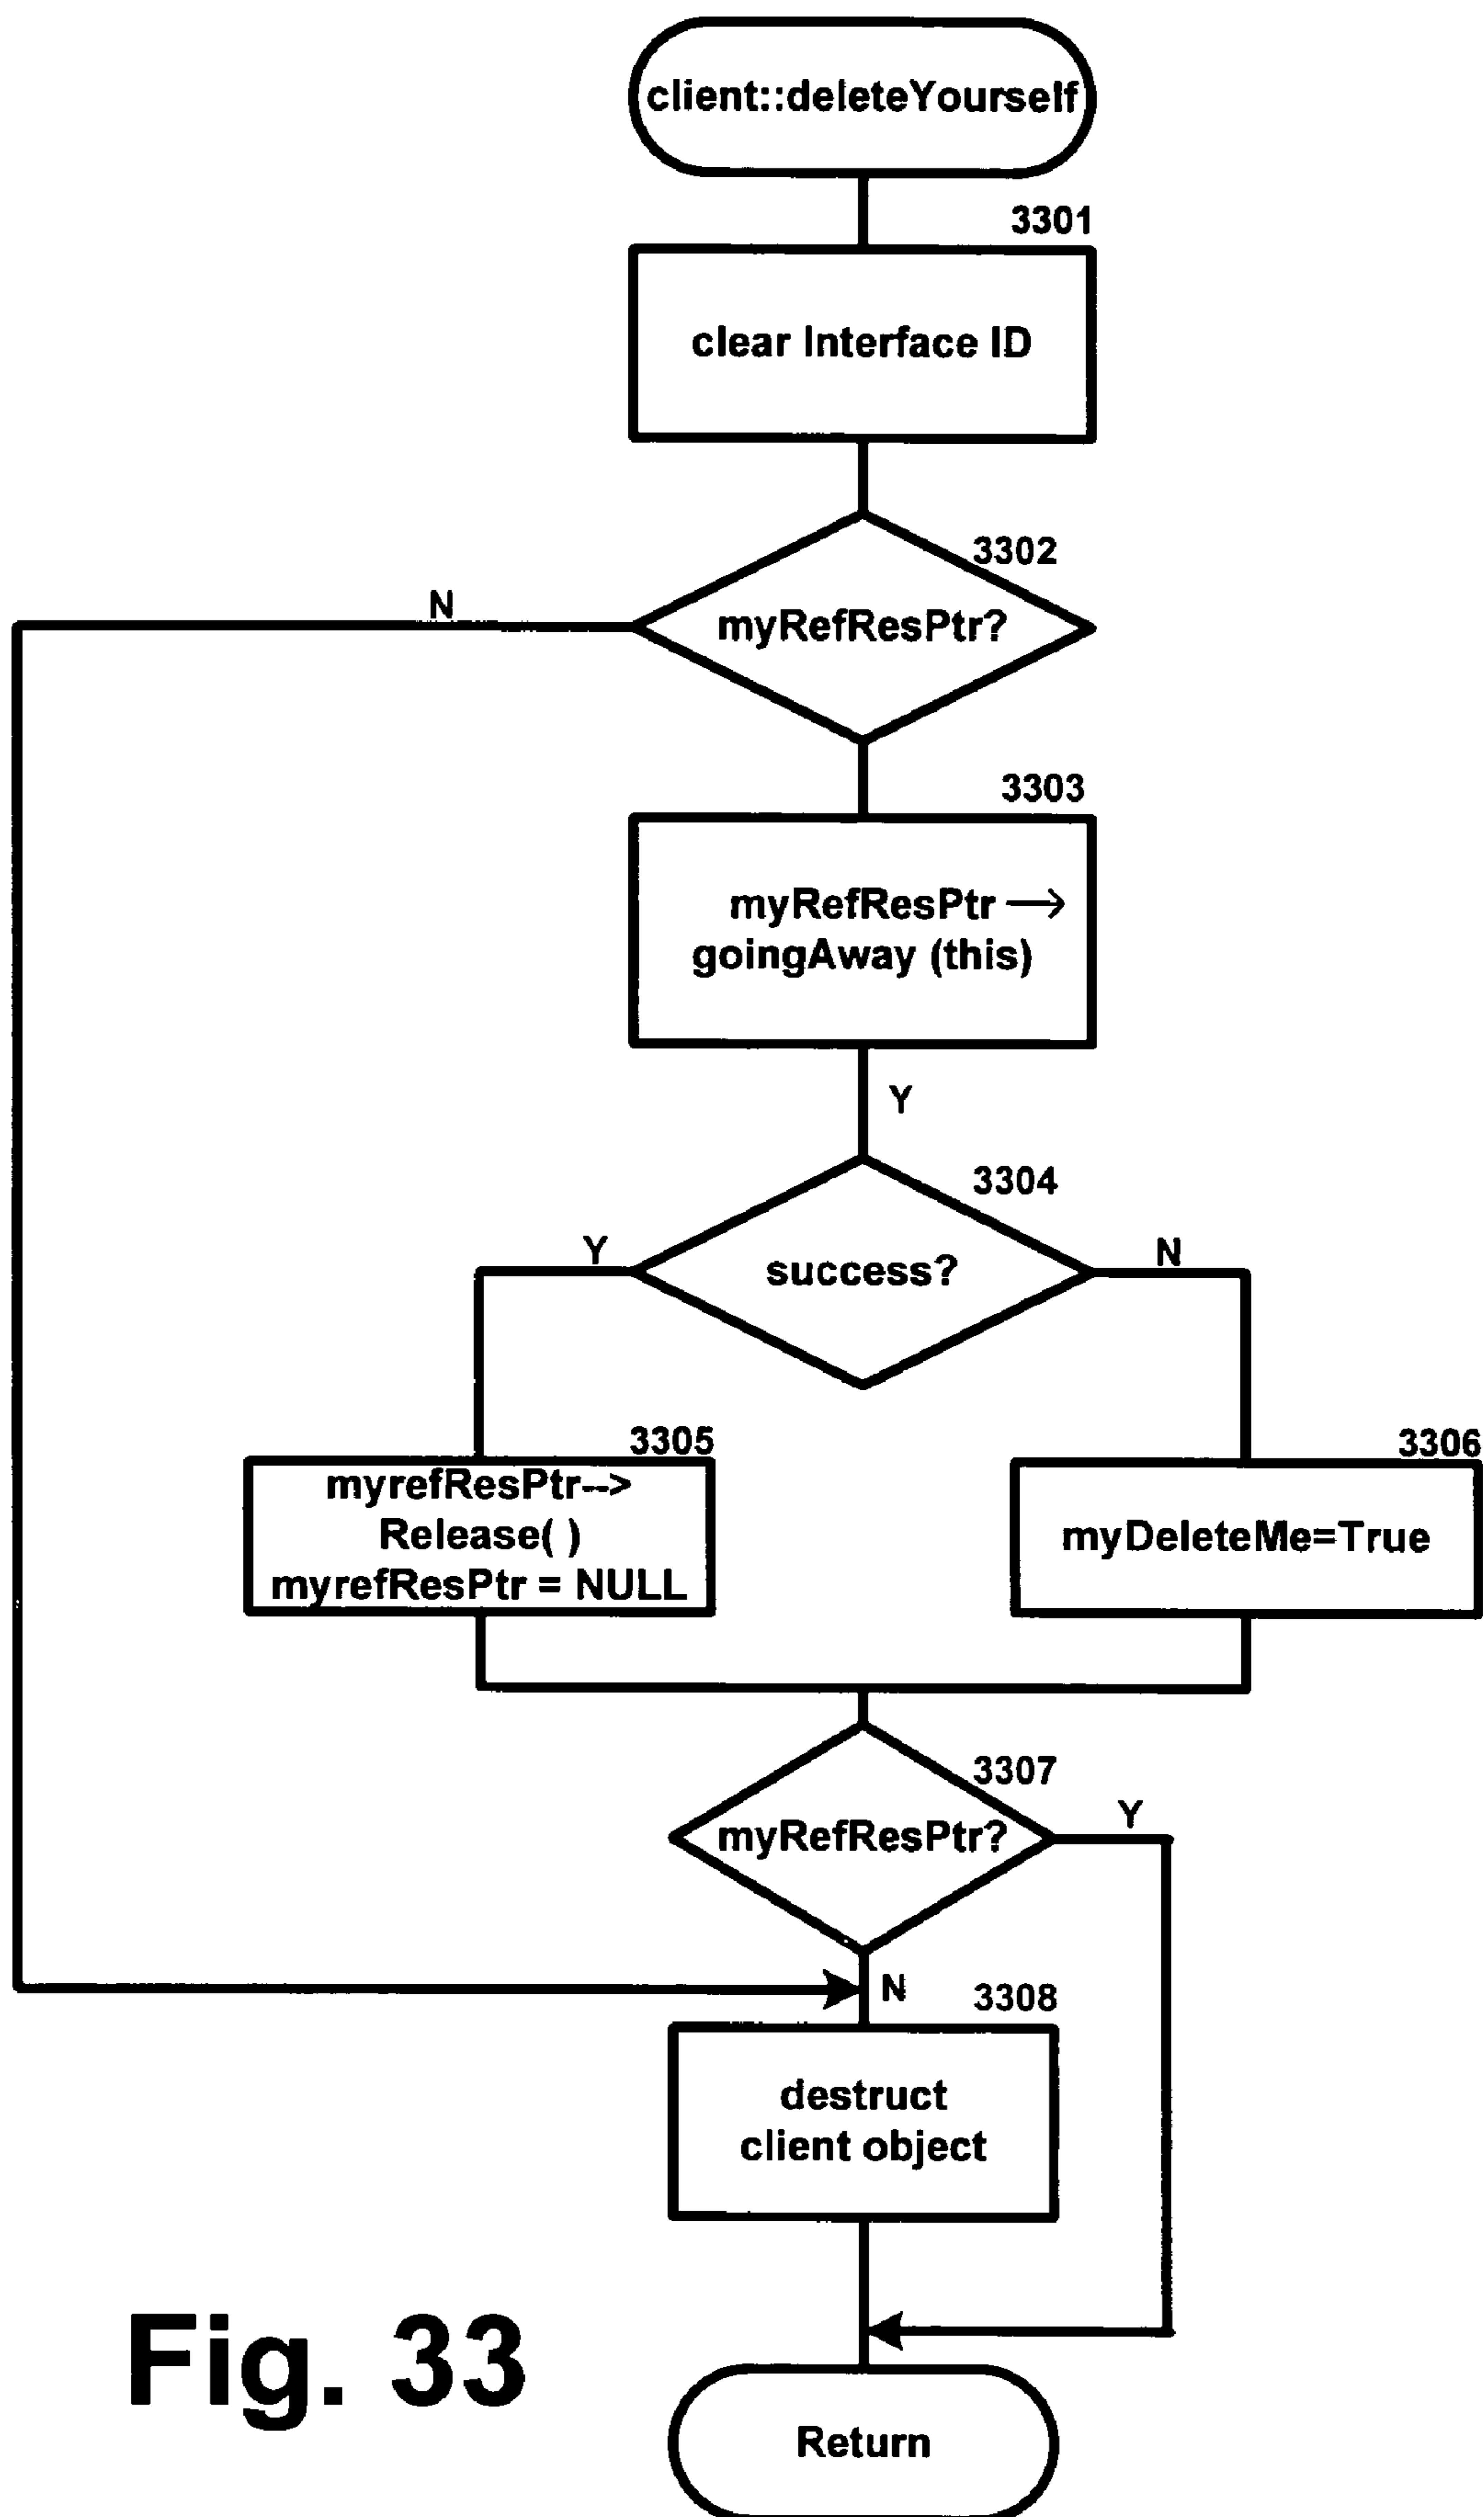 client::deleteYourself
3301
clear Interface ID
3302
N
myRefResPtr?
3303
myRefResPtr →
goingAway (this)
Y
3304
Y
N
success?
3305
3306
myrefResPtr-->
Release( )
myrefResPtr = NULL
myDeleteMe=True
3307
Y
myRefResPtr?
N
3308
destruct
client object
Fig. 33
Return